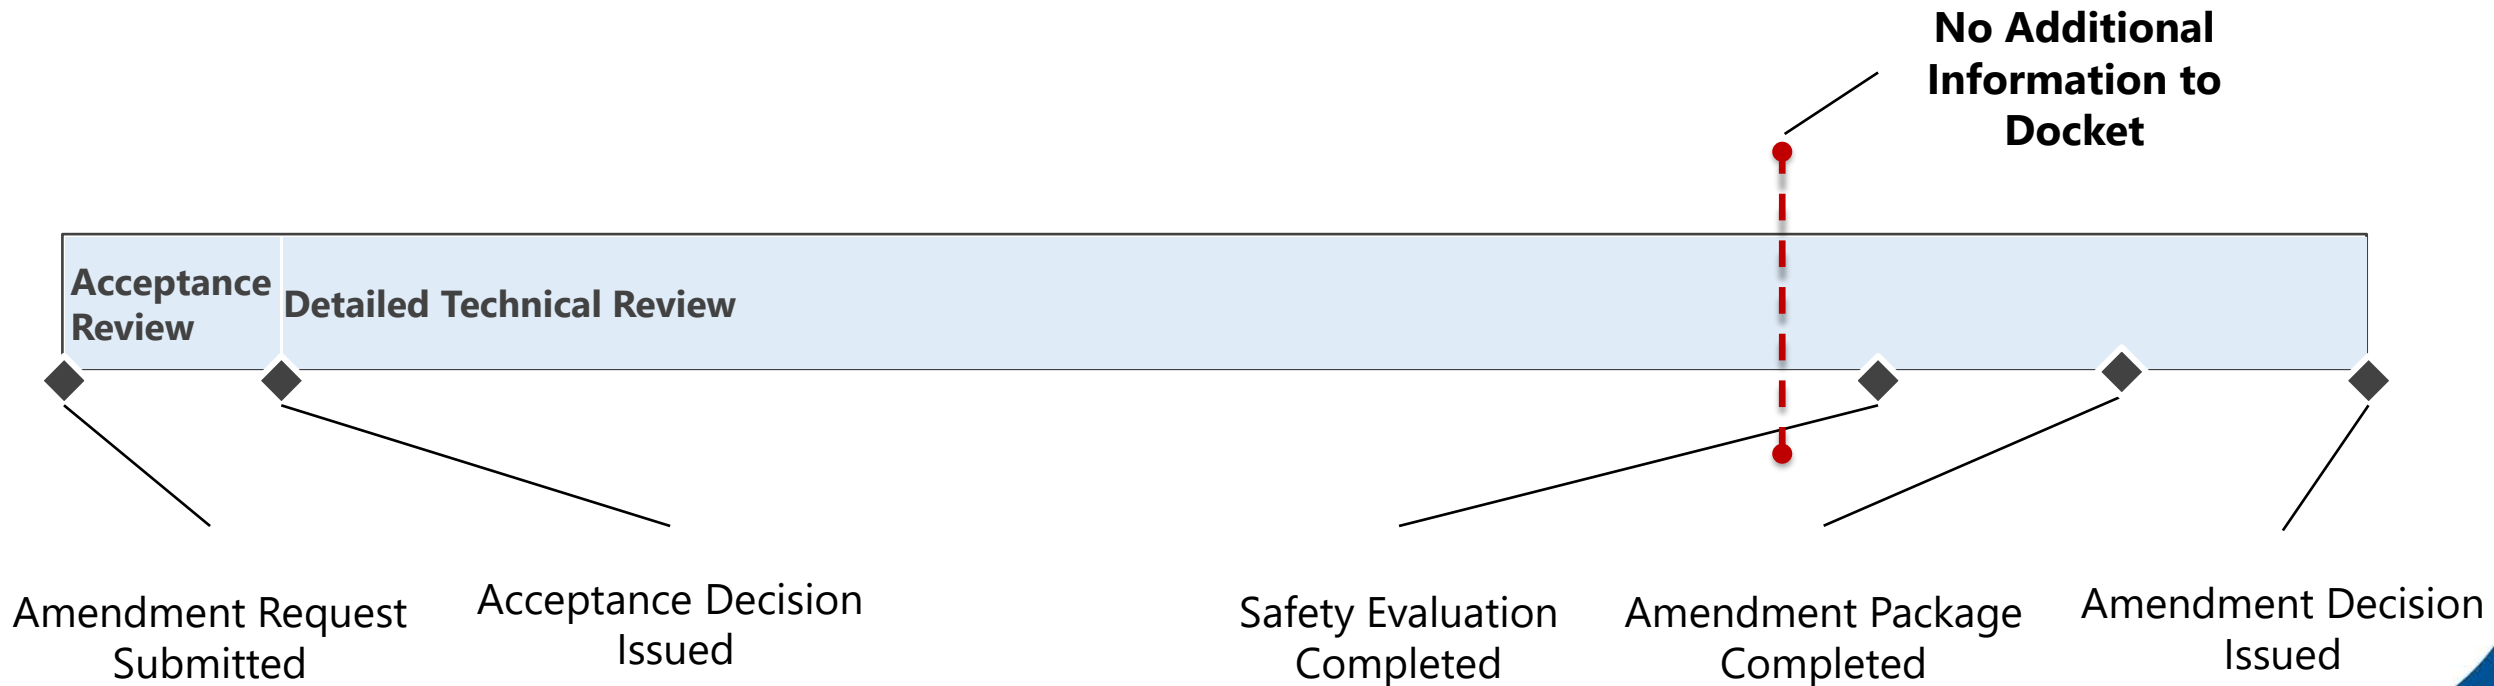 No Additional
Information to
Docket
Acceptance
Review
Detailed Technical Review
Amendment Request
Submitted
Acceptance Decision
Issued
Safety Evaluation
Completed
Amendment Package
Completed
Amendment Decision
Issued